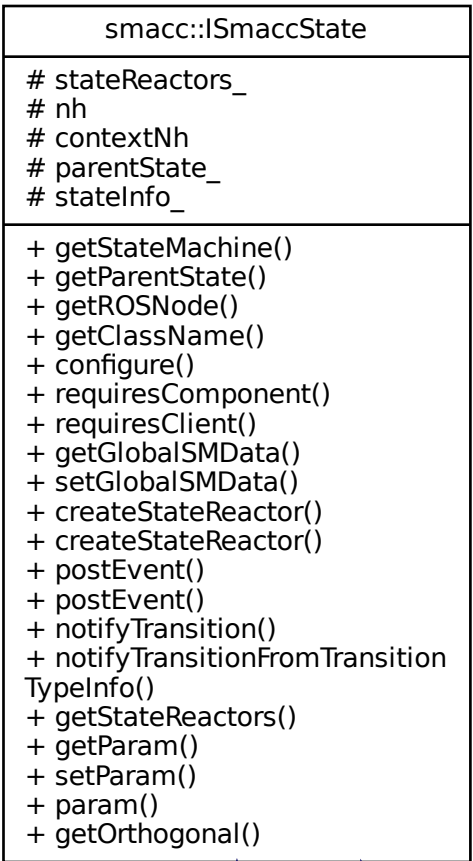 smacc::ISmaccState
# stateReactors_
# nh
# contextNh
# parentState_
# stateInfo_
+ getStateMachine()
+ getParentState()
+ getROSNode()
+ getClassName()
+ configure()
+ requiresComponent()
+ requiresClient()
+ getGlobalSMData()
+ setGlobalSMData()
+ createStateReactor()
+ createStateReactor()
+ postEvent()
+ postEvent()
+ notifyTransition()
+ notifyTransitionFromTransition
TypeInfo()
+ getStateReactors()
+ getParam()
+ setParam()
+ param()
+ getOrthogonal()